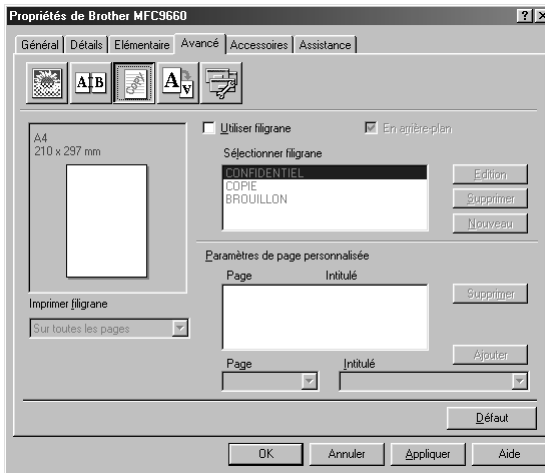 Propriétés de Brother MFC9660
Général Détails Elémentaire Avancé Accessoires Assistance
A4
210 x 297 mm
Imprimer filigrane
Sur toutes les pages
Utiliser filigrane En arrière-plan
Sélectionner filigrane
CONFIDENTIEL
COPIE
BROUILLON
Edition
Supprimer
Nouveau
Paramètres de page personnalisée
Page Intitulé
Supprimer
Ajouter
Page Intitulé
Défaut
OK Annuler Appliquer Aide